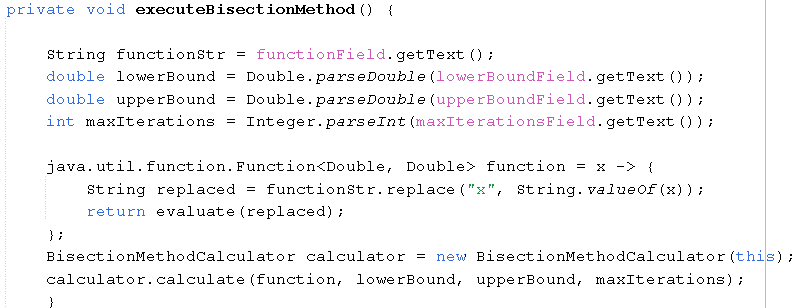 private void executeBisectionMethod() {
String functionStr = functionField.getText();
double lowerBound = Double.parseDouble(lowerBoundField.getText());
double upperBound = Double.parseDouble(upperBoundField.getText());
int maxIterations = Integer.parseInt(maxIterationsField.getText());
java.util.function.Function<Double, Double> function = x -> {
String replaced = functionStr.replace("x", String.valueOf(x));
return evaluate(replaced);
};
BisectionMethodCalculator calculator = new BisectionMethodCalculator(this);
calculator.calculate(function, lowerBound, upperBound, maxIterations);
}